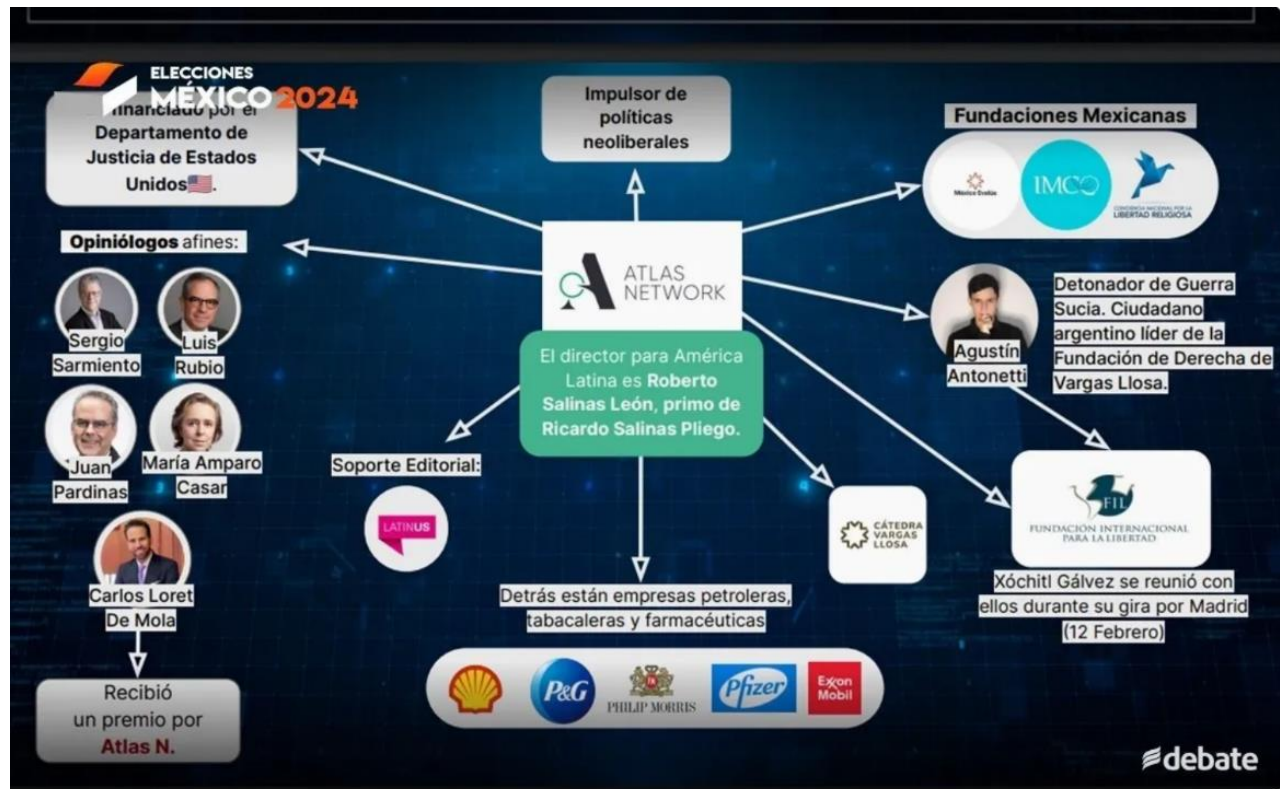 ELECCIONES
MÉXICO 2024
financiado por el
Departamento de
Justicia de Estados
Unidos.
Impulsor de
políticas
neoliberales
Fundaciones Mexicanas
México Evalúa
IMCO
LIBERTAD RELIGIOSA
Opiniólogos afines:
Sergio
Sarmiento
Luis
Rubio
Juan
Pardinas
María Amparo
Casar
Carlos Loret
De Mola
Recibió
un premio por
Atlas N.
ATLAS
NETWORK
El director para América
Latina es Roberto
Salinas León, primo de
Ricardo Salinas Pliego.
Agustín
Antonetti
Detonador de Guerra
Sucia. Ciudadano
argentino líder de la
Fundación de Derecha de
Vargas Llosa.
Soporte Editorial:
LATINUS
CÁTEDRA
VARGAS
LLOSA
FIL
FUNDACIÓN INTERNACIONAL
PARA LA LIBERTAD
Xóchitl Gálvez se reunió con
ellos durante su gira por Madrid
(12 Febrero)
Detrás están empresas petroleras,
tabacaleras y farmacéuticas
P&G
PHILIP MORRIS
Pfizer
Exxon
Mobil
debate